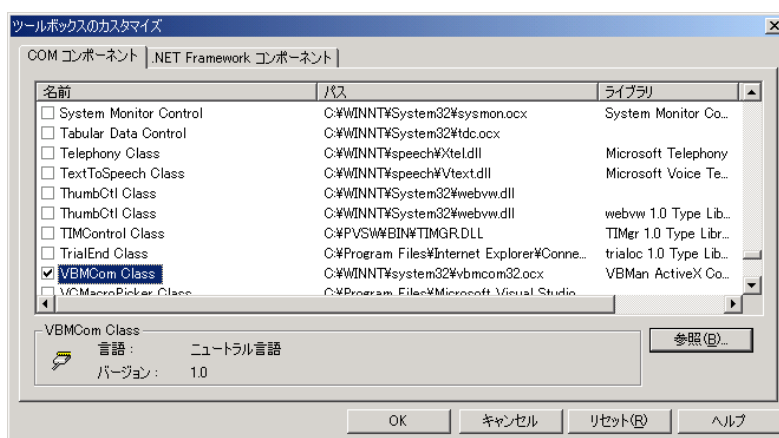 ツールボックスのカスタマイズ
COM コンポーネント .NET Framework コンポーネント
名前 パス ライブラリ
System Monitor Control C:¥WINNT¥System32¥sysmon.ocx System Monitor Co...
Tabular Data Control C:¥WINNT¥System32¥tdc.ocx
Telephony Class C:¥WINNT¥speech¥Xtel.dll Microsoft Telephony
TextToSpeech Class C:¥WINNT¥speech¥Vtext.dll Microsoft Voice Te...
ThumbCtl Class C:¥WINNT¥System32¥webvw.dll
ThumbCtl Class C:¥WINNT¥System32¥webvw.dll webvw 1.0 Type Lib...
TIMControl Class C:¥PVSW¥BIN¥TIMGR.DLL TIMgr 1.0 Type Libr...
TrialEnd Class C:¥Program Files¥Internet Explorer¥Conne... trialoc 1.0 Type Lib...
VBMCom Class C:¥WINNT¥system32¥vbmcom32.ocx VBMan ActiveX Co...
VCMacroPicker Class C:¥Program Files¥Microsoft Visual Studio
VBMCom Class
参照(B)...
言語 : ニュートラル言語
バージョン : 1.0
OK キャンセル リセット(R) ヘルプ